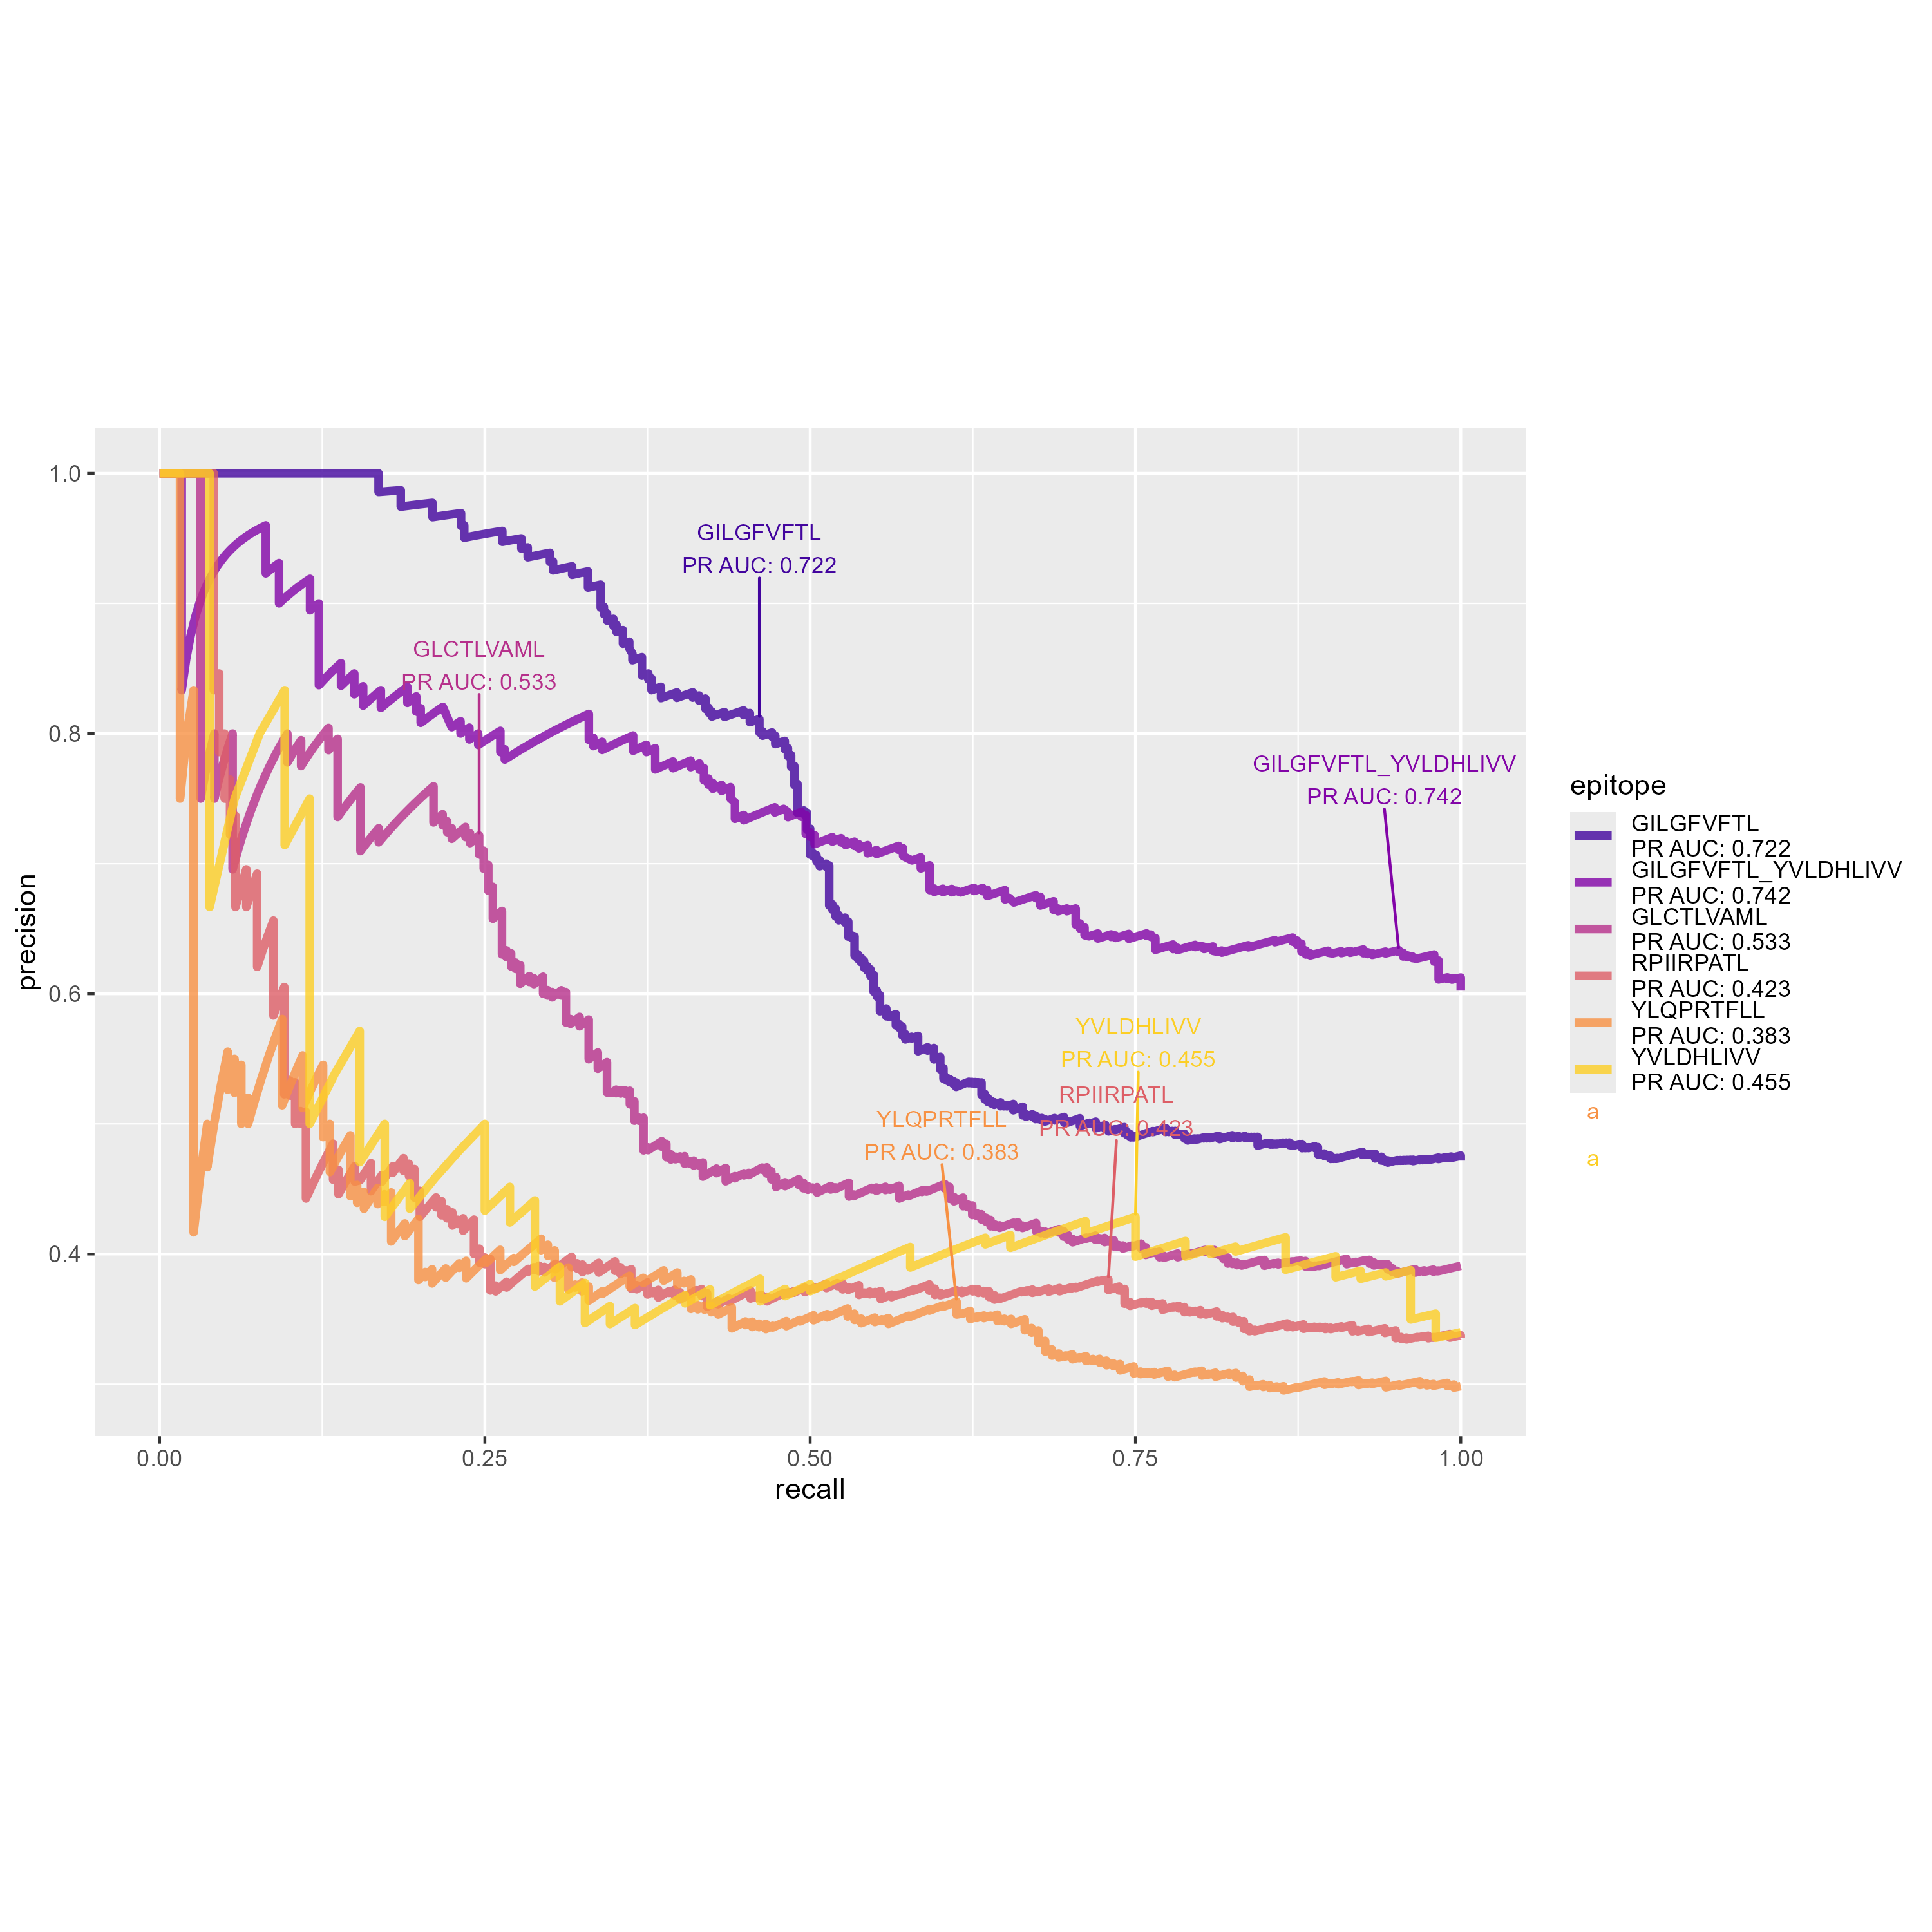 1.0
0.8
0.6
0.4
precision
0.00
0.25
0.50
0.75
1.00
recall
GILGFVFTL
PR AUC: 0.722
GLCTLVAML
PR AUC: 0.533
GILGFVFTL_YVLDHLIVV
PR AUC: 0.742
YVLDHLIVV
PR AUC: 0.455
RPIIRPATL
PR AUC: 0.423
YLQPRTFLL
PR AUC: 0.383
epitope
GILGFVFTL
PR AUC: 0.722
GILGFVFTL_YVLDHLIVV
PR AUC: 0.742
GLCTLVAML
PR AUC: 0.533
RPIIRPATL
PR AUC: 0.423
YLQPRTFLL
PR AUC: 0.383
YVLDHLIVV
PR AUC: 0.455
a
a